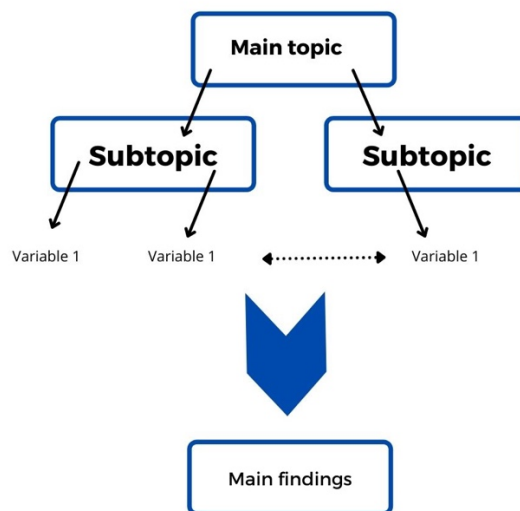 Main topic
Subtopic
Subtopic
Variable 1
Variable 1
Variable 1
Main findings